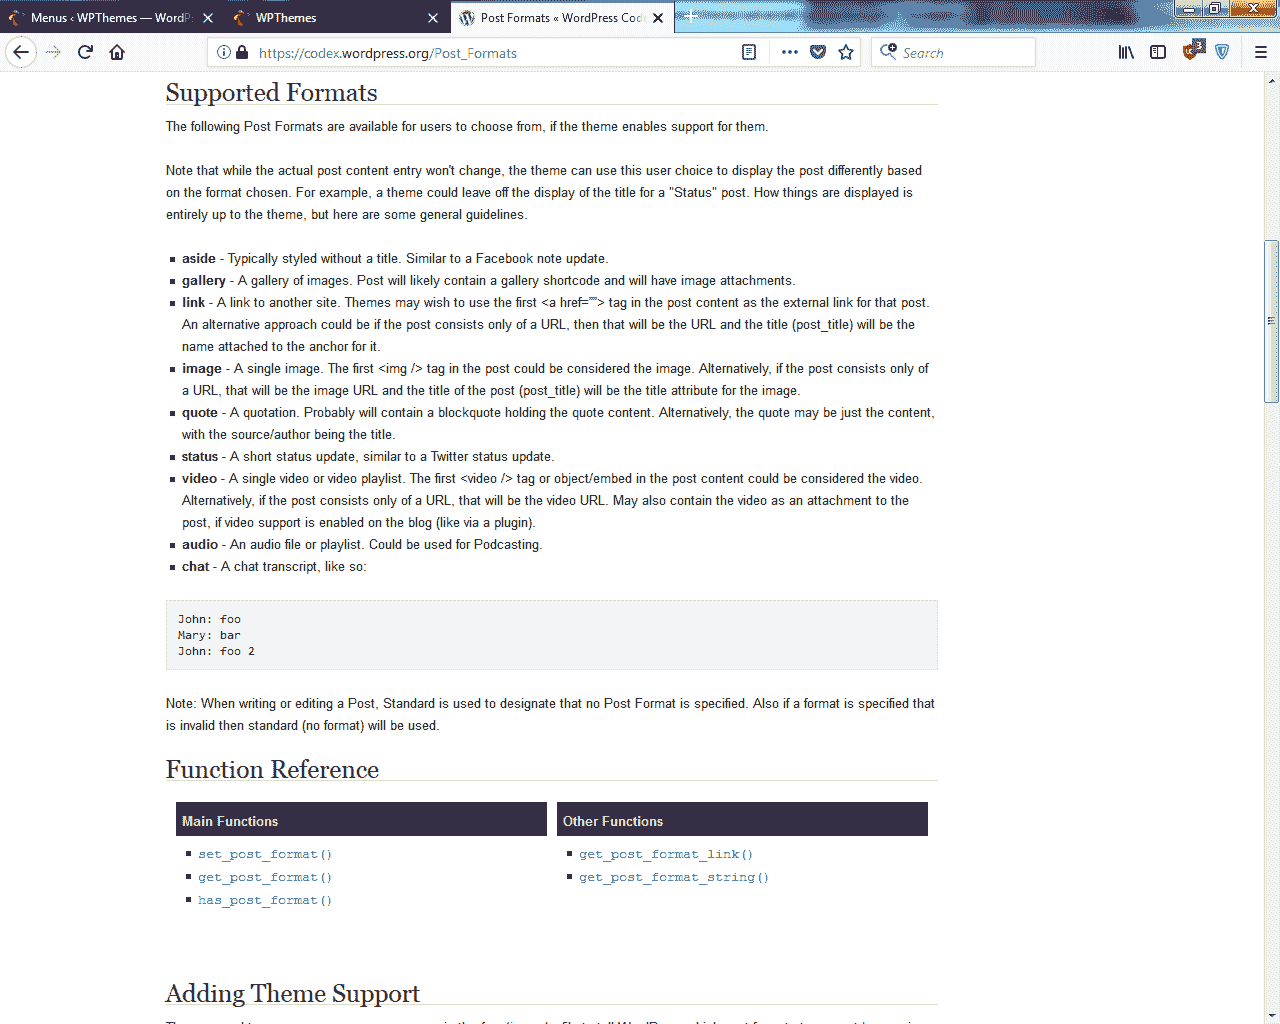 Menus ‹ WPThemes — WordP
WPThemes
Post Formats « WordPress Cod
https://codex.wordpress.org/Post_Formats
Search
3
Supported Formats
The following Post Formats are available for users to choose from, if the theme enables support for them.
Note that while the actual post content entry won't change, the theme can use this user choice to display the post differently based
on the format chosen. For example, a theme could leave off the display of the title for a "Status" post. How things are displayed is
entirely up to the theme, but here are some general guidelines.
aside - Typically styled without a title. Similar to a Facebook note update.
gallery - A gallery of images. Post will likely contain a gallery shortcode and will have image attachments.
link - A link to another site. Themes may wish to use the first <a href=””> tag in the post content as the external link for that post.
An alternative approach could be if the post consists only of a URL, then that will be the URL and the title (post_title) will be the
name attached to the anchor for it.
image - A single image. The first <img /> tag in the post could be considered the image. Alternatively, if the post consists only of
a URL, that will be the image URL and the title of the post (post_title) will be the title attribute for the image.
quote - A quotation. Probably will contain a blockquote holding the quote content. Alternatively, the quote may be just the content,
with the source/author being the title.
status - A short status update, similar to a Twitter status update.
video - A single video or video playlist. The first <video /> tag or object/embed in the post content could be considered the video.
Alternatively, if the post consists only of a URL, that will be the video URL. May also contain the video as an attachment to the
post, if video support is enabled on the blog (like via a plugin).
audio - An audio file or playlist. Could be used for Podcasting.
chat - A chat transcript, like so:
John: foo
Mary: bar
John: foo 2
Note: When writing or editing a Post, Standard is used to designate that no Post Format is specified. Also if a format is specified that
is invalid then standard (no format) will be used.
Function Reference
Main Functions
set_post_format()
get_post_format()
has_post_format()
Other Functions
get_post_format_link()
get_post_format_string()
Adding Theme Support